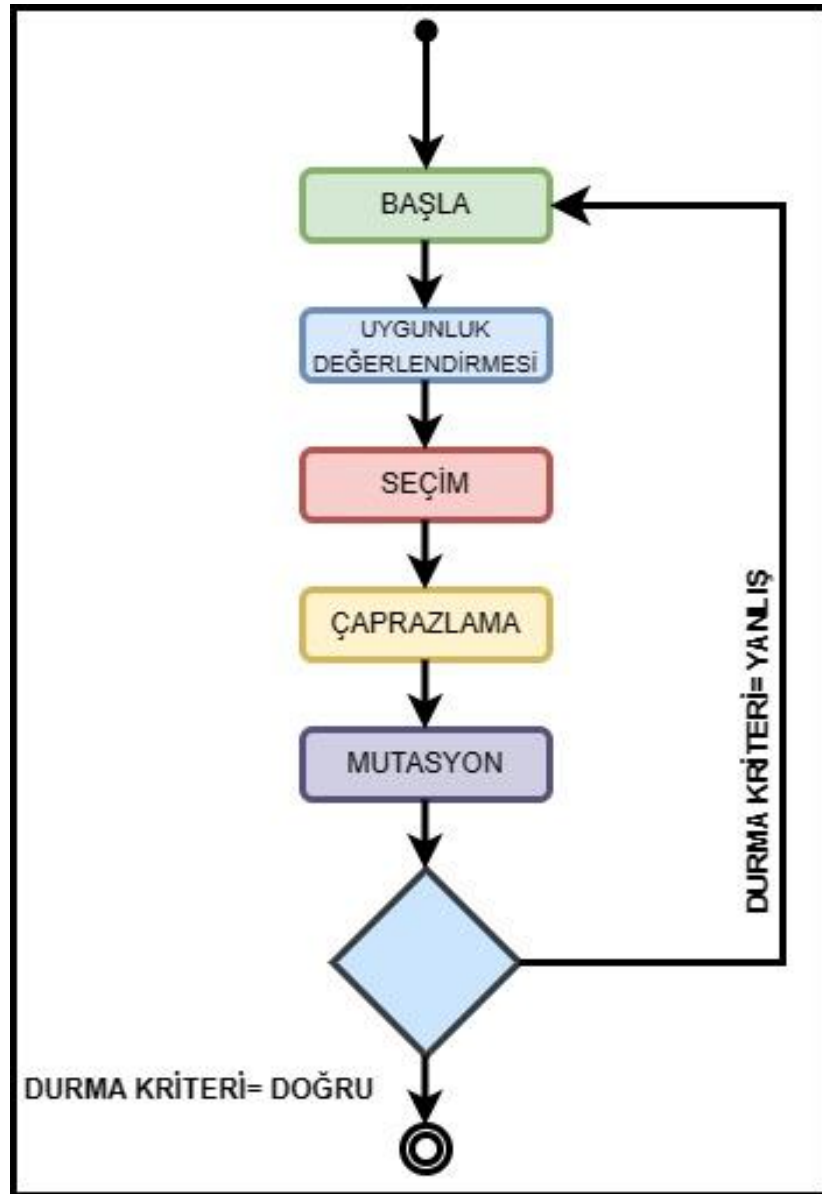 BAŞLA
UYGUNLUK
DEĞERLENDİRMESİ
SEÇİM
ÇAPRAZLAMA
MUTASYON
DURMA KRİTERİ= YANLIŞ
DURMA KRİTERİ= DOĞRU